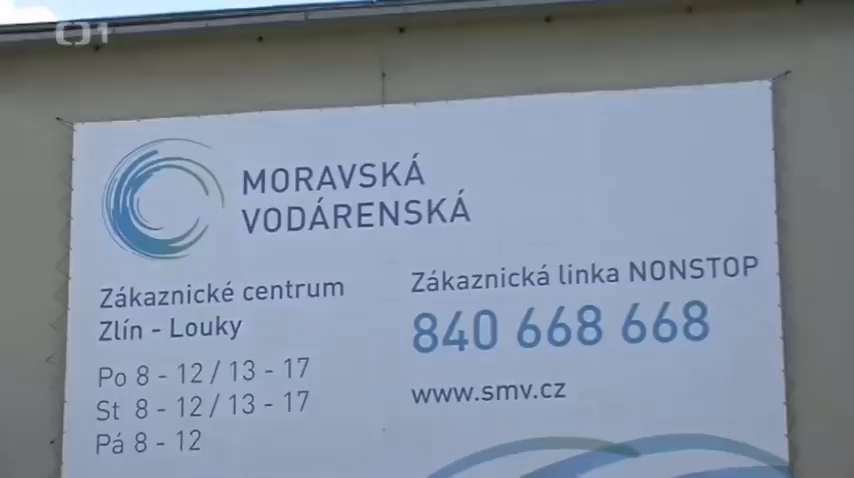 ČT1
MORAVSKÁ
VODÁRENSKÁ
Zákaznické centrum
Zlín - Louky
Po 8 - 12 / 13 - 17
St 8 - 12 / 13 - 17
Pá 8 - 12
Zákaznická linka NONSTOP
840 668 668
www.smv.cz